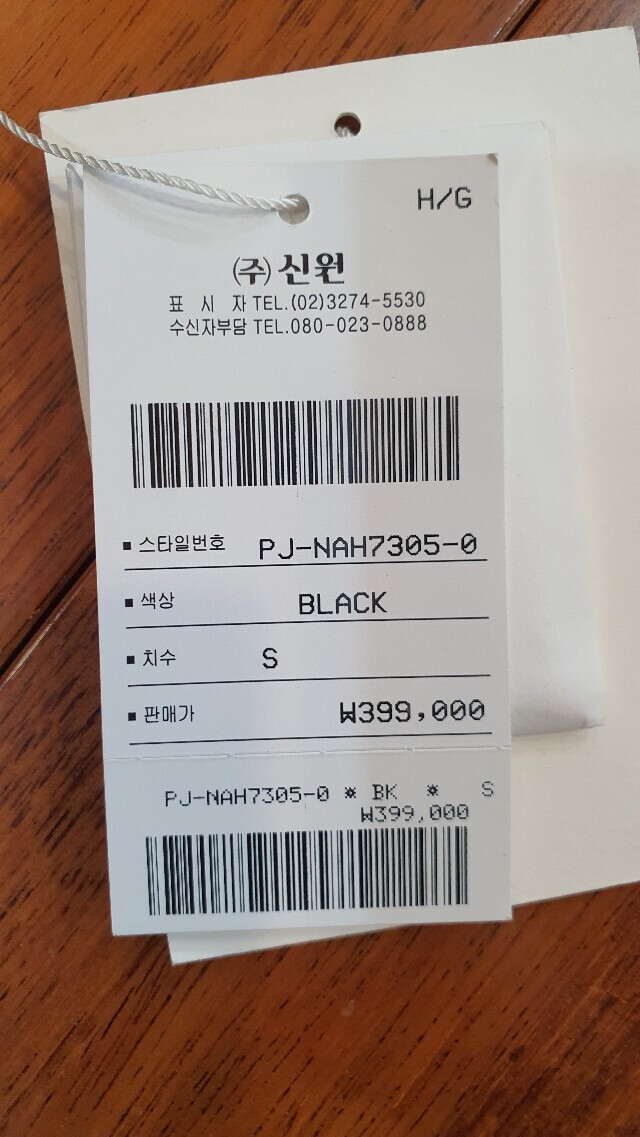 H/G
(주)신원
표 시 자 TEL.(02)3274-5530
수신자부담 TEL.080-023-0888
▪ 스타일번호 PJ-NAH7305-0
▪ 색상 BLACK
▪ 치수 S
▪ 판매가 ₩399,000
PJ-NAH7305-0 * BK * S
₩399,000